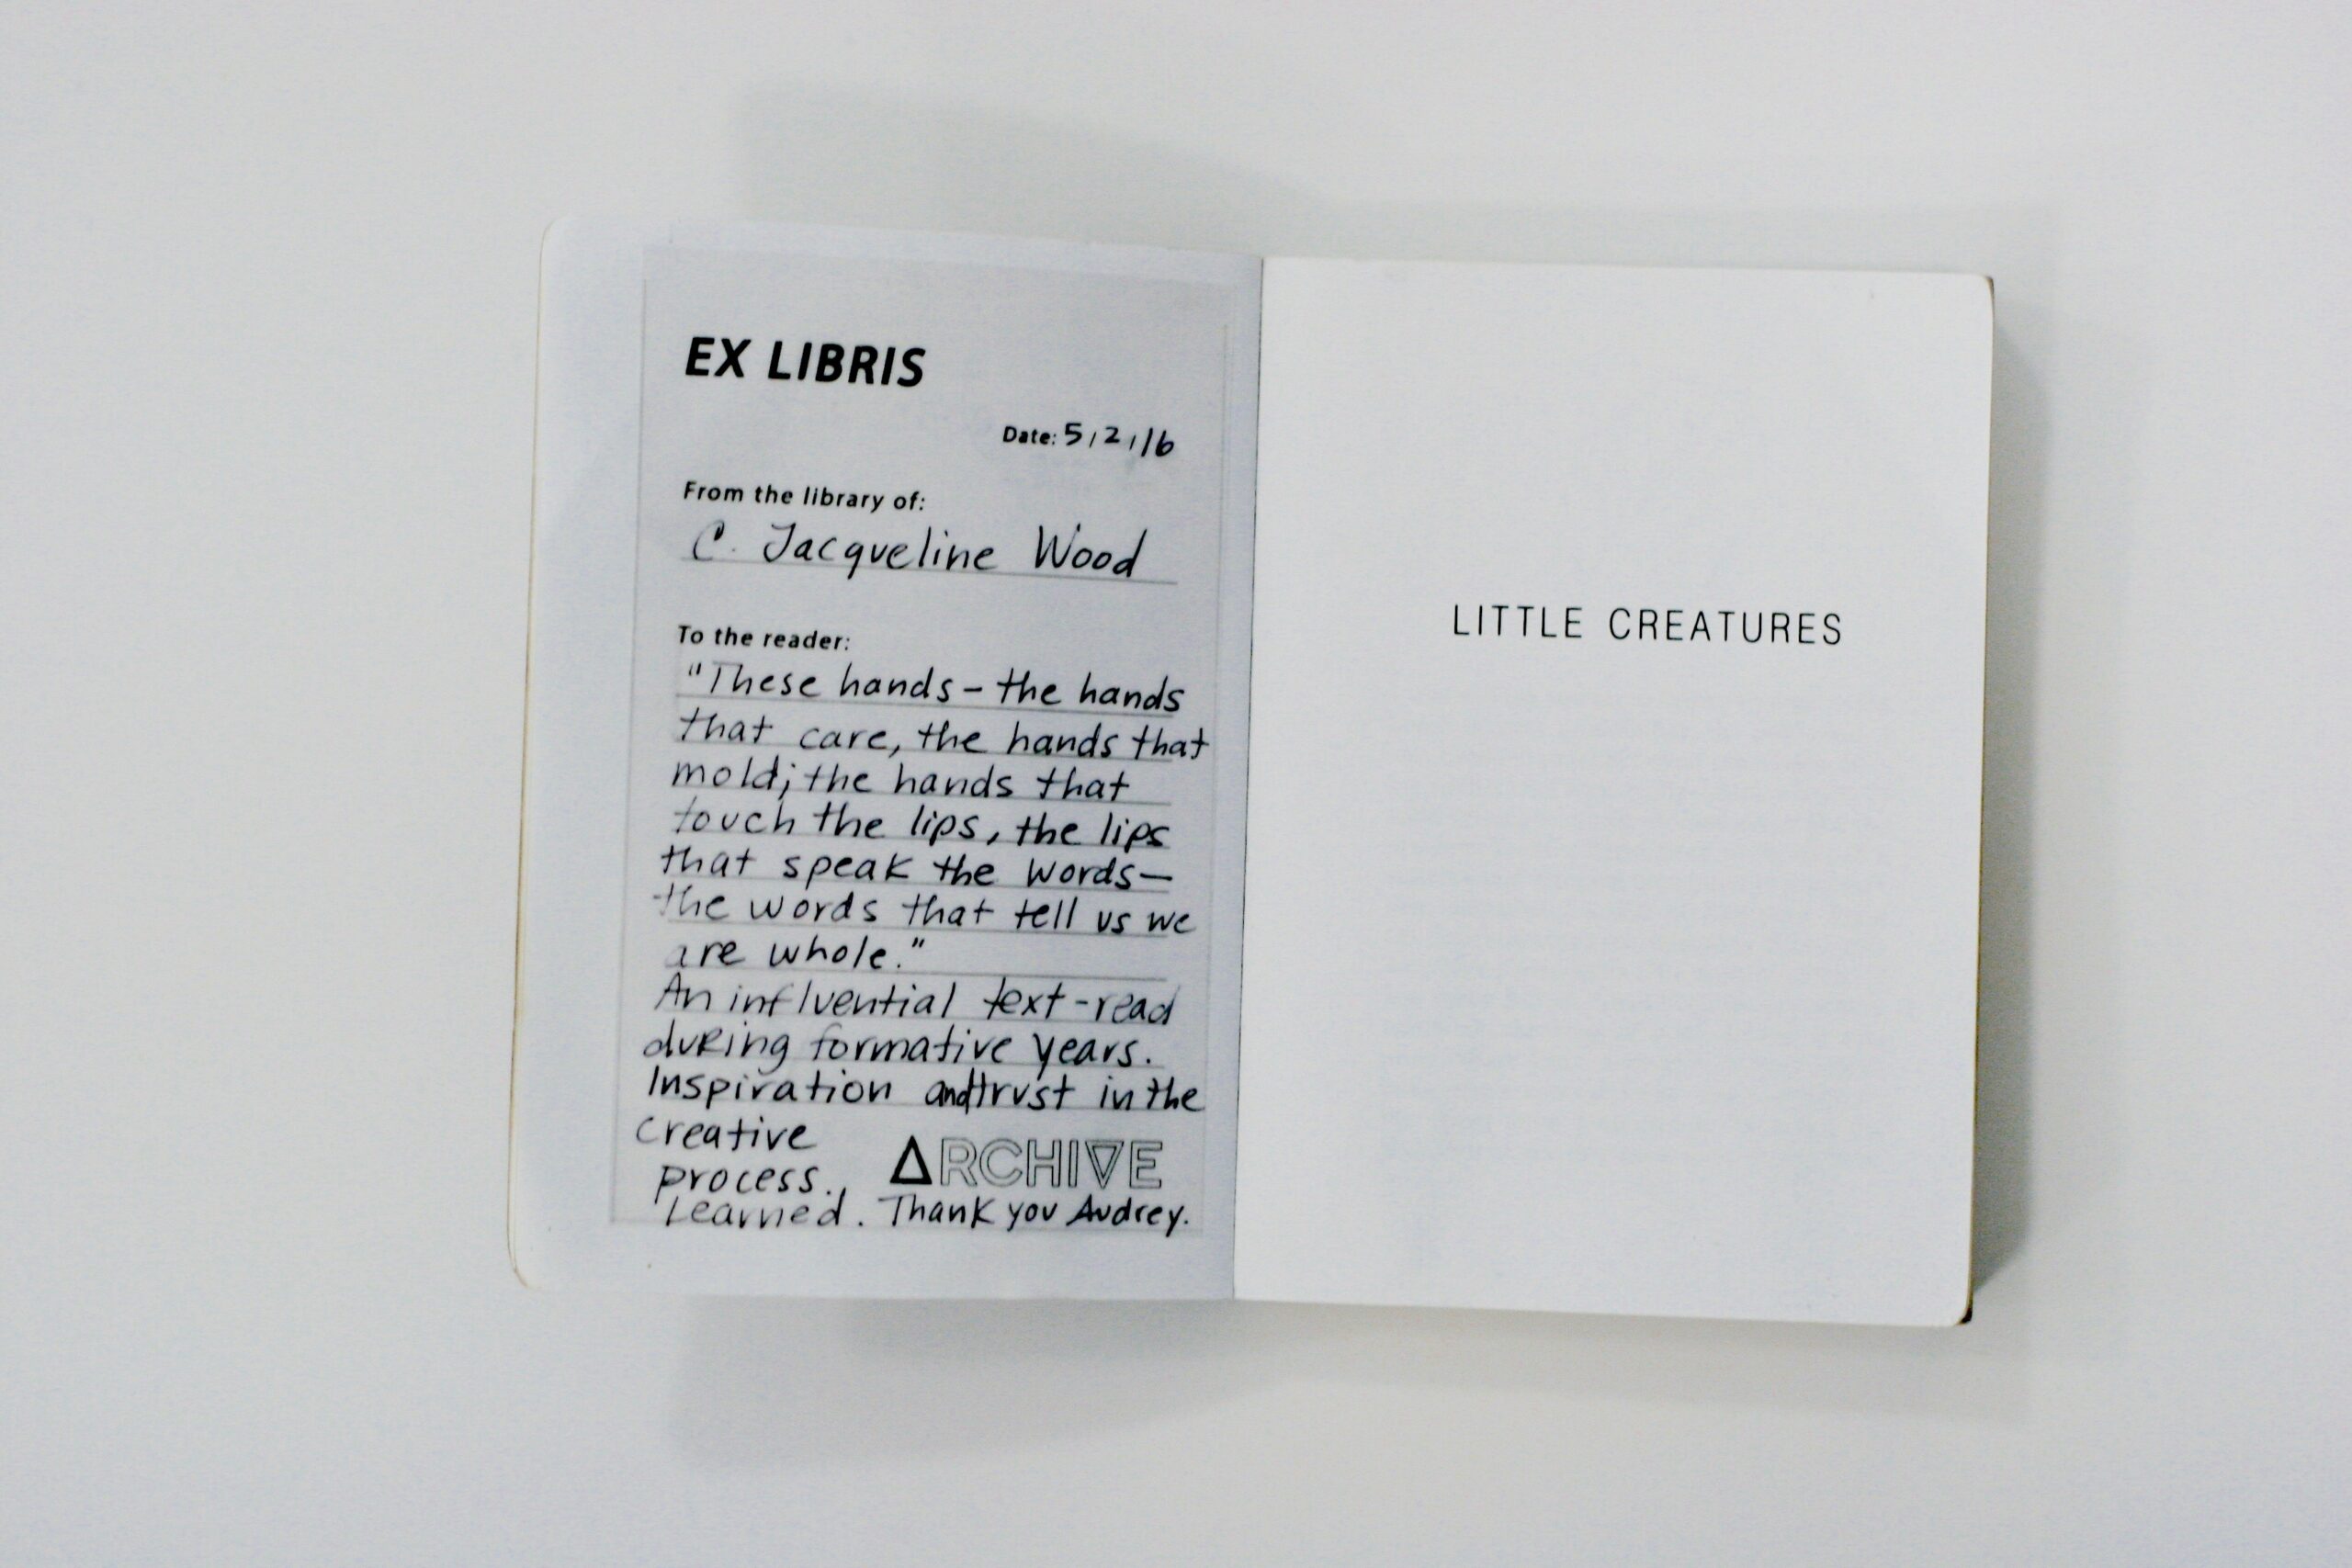 EX LIBRIS
Date: 5/2/16
From the library of:
C. Jacqueline Wood
To the reader:
"These hands – the hands
that care, the hands that
mold; the hands that
touch the lips, the lips
that speak the words—
the words that tell us we
are whole."
An influential text - read
during formative years.
Inspiration and trust in the
creative
process.
Learned. Thank you Audrey.
ARCHIVE
LITTLE CREATURES